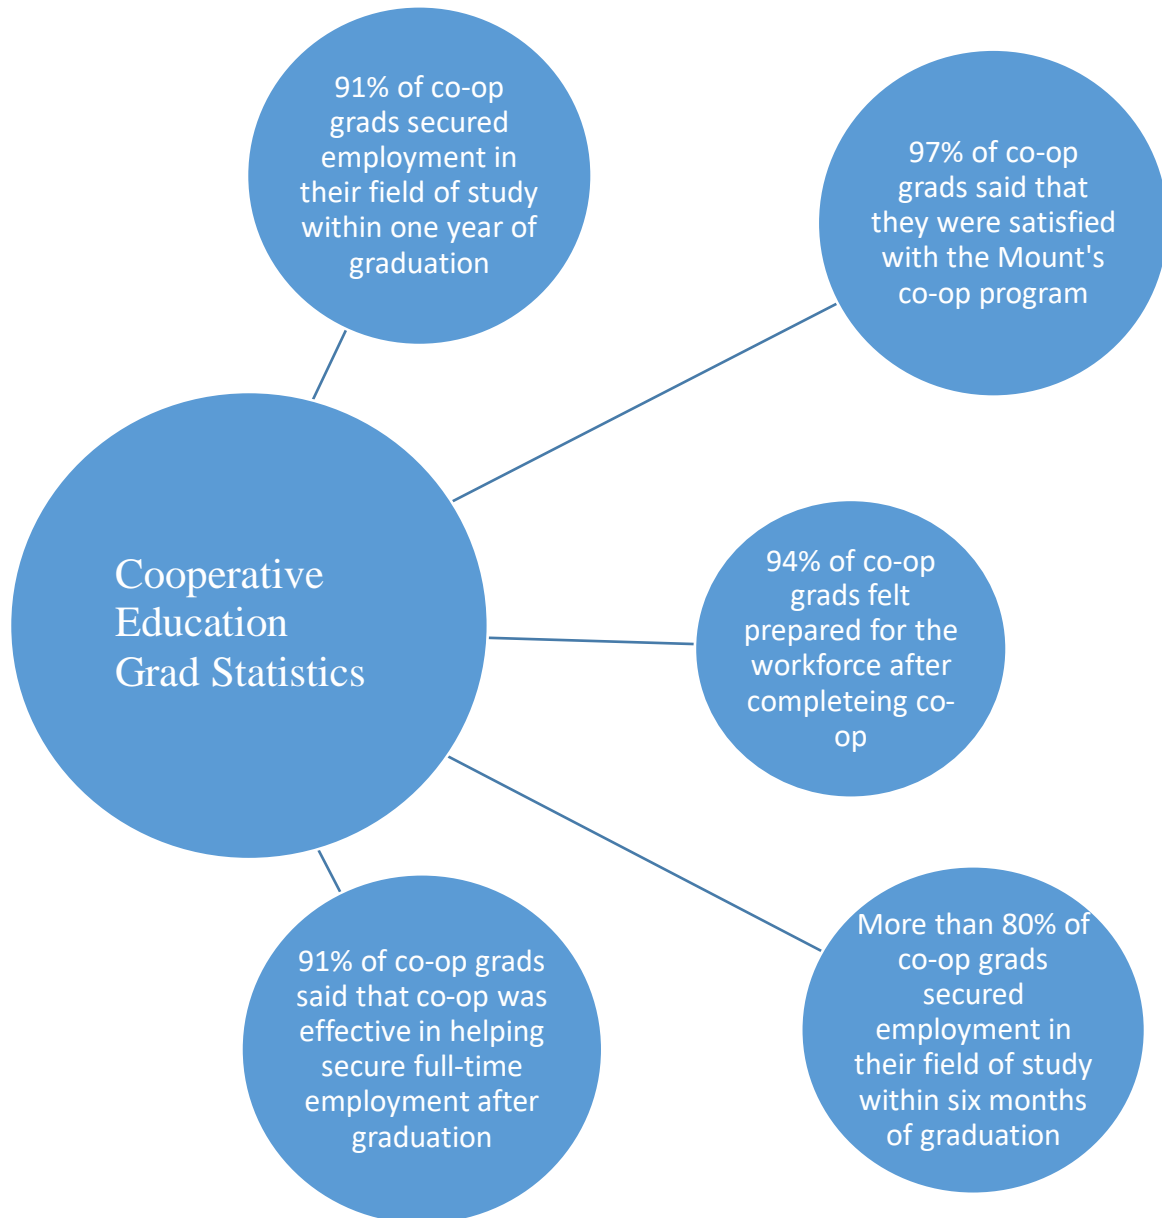 91% of co-op
grads secured
employment in
their field of study
within one year of
graduation
97% of co-op
grads said that
they were satisfied
with the Mount's
co-op program
Cooperative
Education
Grad Statistics
94% of co-op
grads felt
prepared for the
workforce after
completeing co-
op
91% of co-op grads
said that co-op was
effective in helping
secure full-time
employment after
graduation
More than 80% of
co-op grads
secured
employment in
their field of study
within six months
of graduation